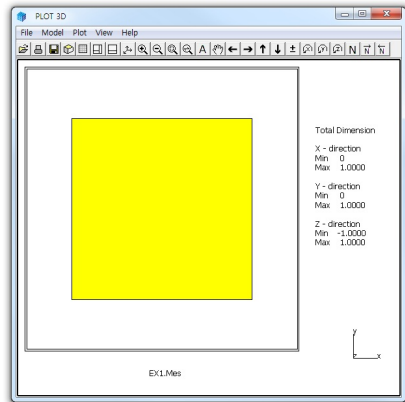 PLOT 3D
File Model Plot View Help
A N N N
Total Dimension
X - direction
Min 0
Max 1.0000
Y - direction
Min 0
Max 1.0000
Z - direction
Min -1.0000
Max 1.0000
y
z x
EX1.Mes